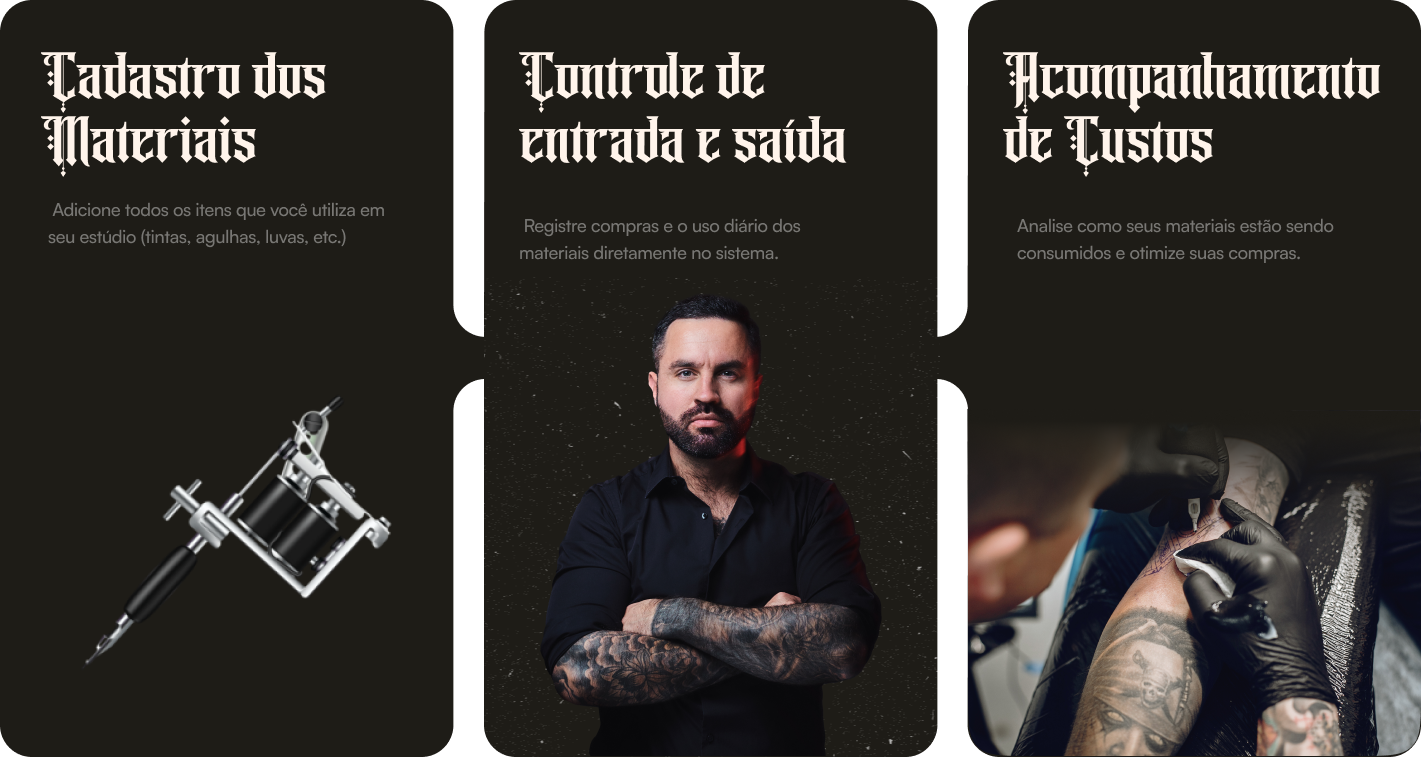 Cadastro dos
Materiais
Adicione todos os itens que você utiliza em
seu estúdio (tintas, agulhas, luvas, etc.)
Controle de
entrada e saída
Registre compras e o uso diário dos
materiais diretamente no sistema.
Acompanhamento
de Custos
Analise como seus materiais estão sendo
consumidos e otimize suas compras.